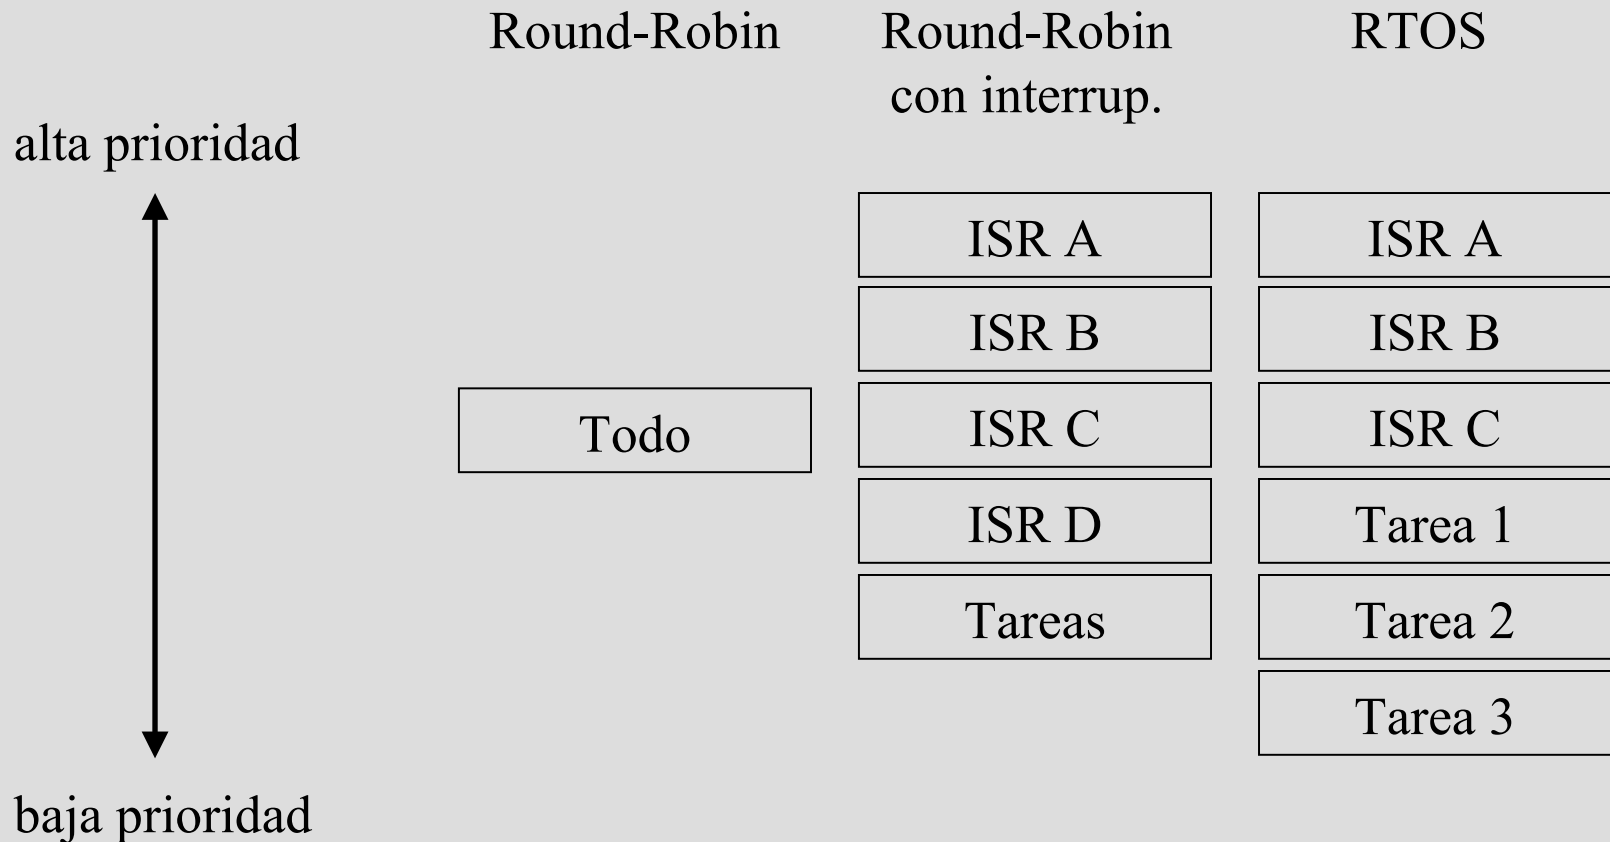 Round-Robin
Round-Robin
con interrup.
RTOS
alta prioridad
baja prioridad
Todo
ISR A
ISR B
ISR C
ISR D
Tareas
ISR A
ISR B
ISR C
Tarea 1
Tarea 2
Tarea 3